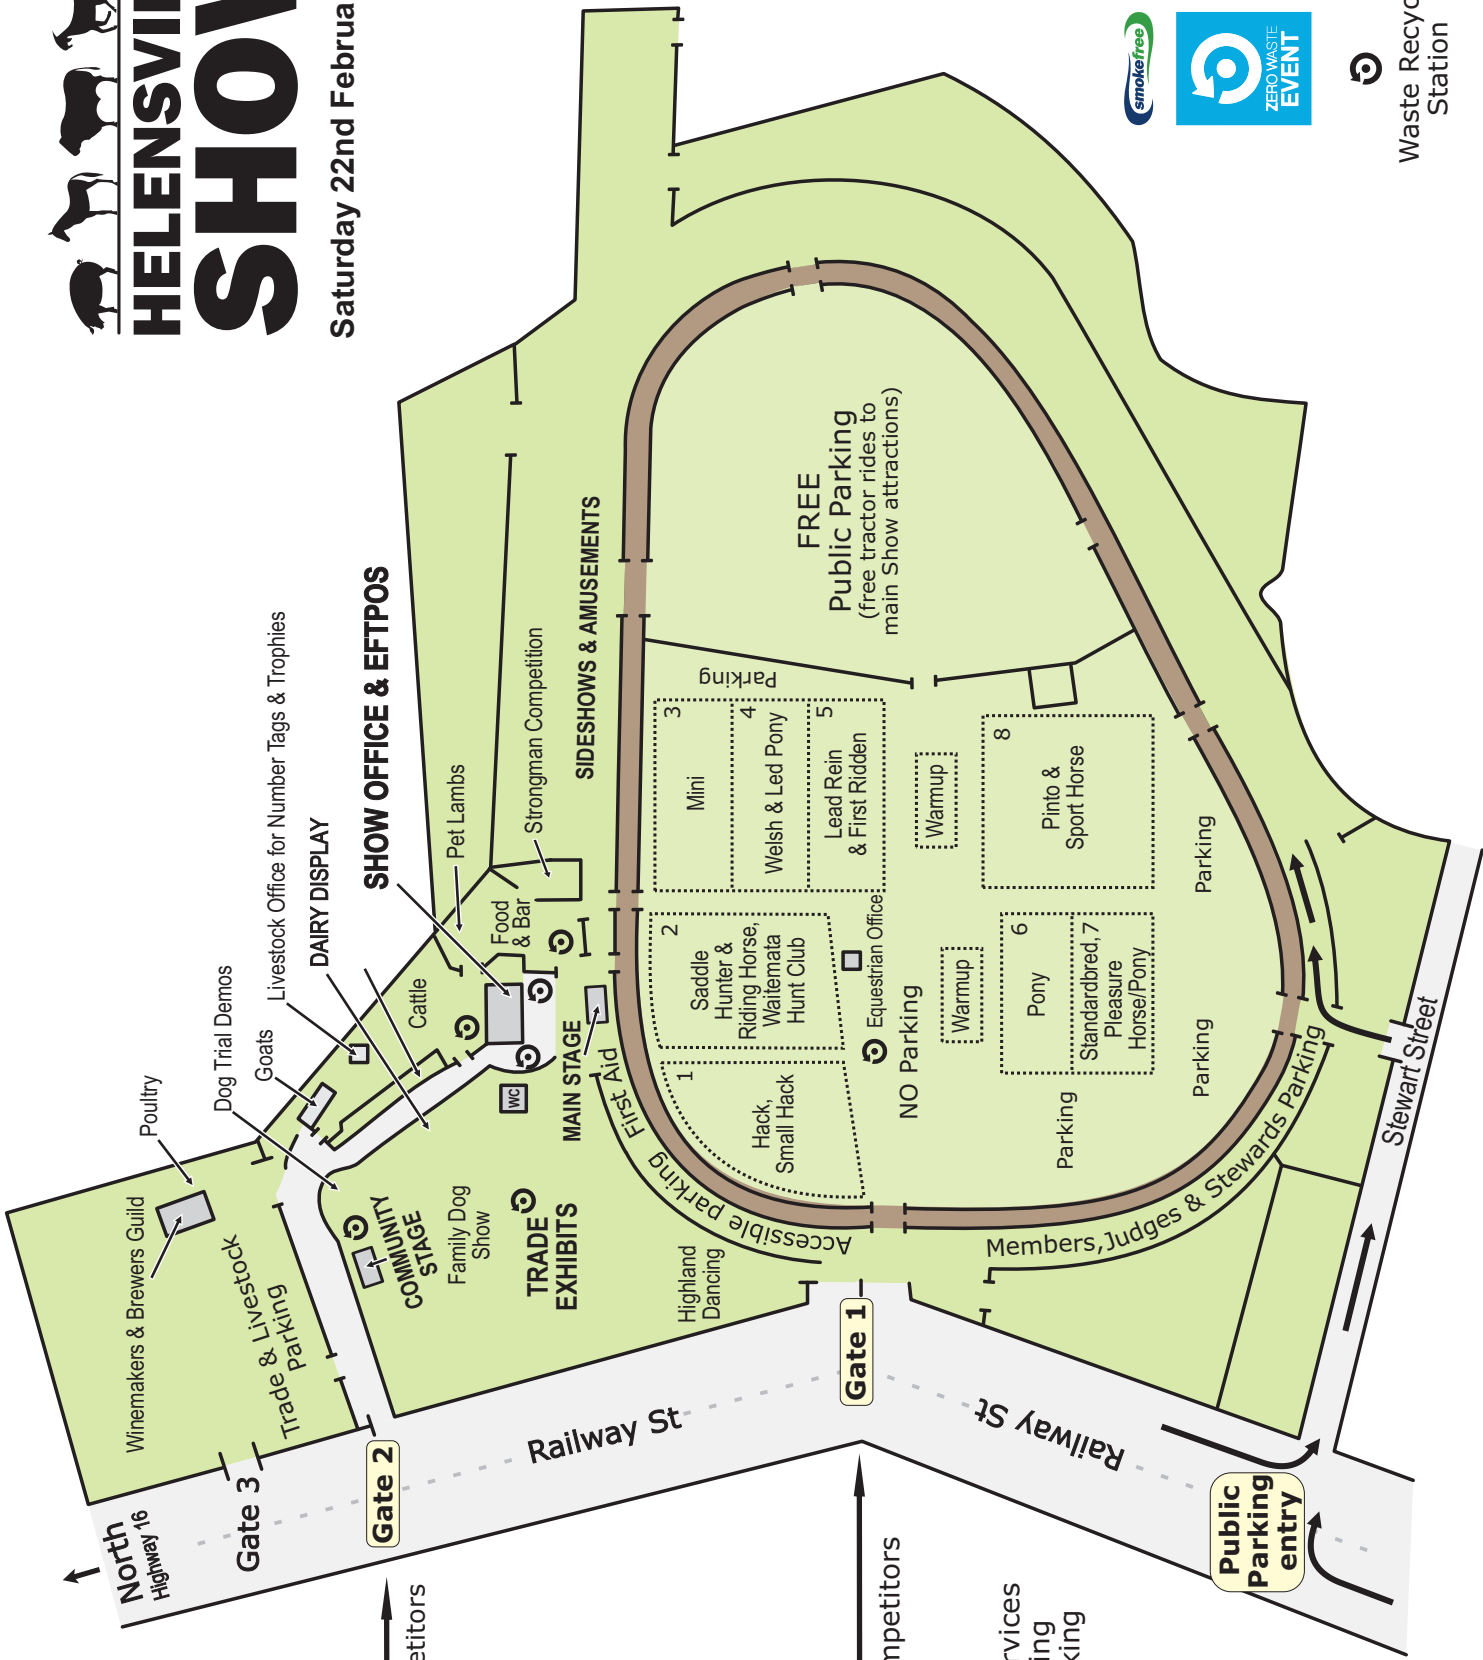 HELENSVI
SHOW
Saturday 22nd Februa
smokefree
ZERO WASTE
EVENT
Waste Recyc
Station
Poultry
Winemakers & Brewers Guild
Dog Trial Demos
Goats
Livestock Office for Number Tags & Trophies
DAIRY DISPLAY
SHOW OFFICE & EFTPOS
Pet Lambs
Strongman Competition
SIDESHOWS & AMUSEMENTS
Cattle
Food
& Bar
WC
MAIN STAGE
First Aid
Accessible parking
Trade & Livestock
Parking
COMMUNITY
STAGE
Family Dog
Show
TRADE
EXHIBITS
Highland
Dancing
FREE
Public Parking
(free tractor rides to
main Show attractions)
Parking
3
Mini
4
Welsh & Led Pony
5
Lead Rein
& First Ridden
Warmup
8
Pinto &
Sport Horse
Parking
2
Saddle
Hunter &
Riding Horse,
Waitemata
Hunt Club
Equestrian Office
NO Parking
Warmup
6
Pony
7
Standardbred,
Pleasure
Horse/Pony
Parking
1
Hack,
Small Hack
Parking
Members,Judges & Stewards Parking
Stewart Street
North
Highway 16
Gate 3
Gate 2
Railway St
Gate 1
Railway St
Public
Parking
entry
etitors
mpetitors
rvices
ing
king